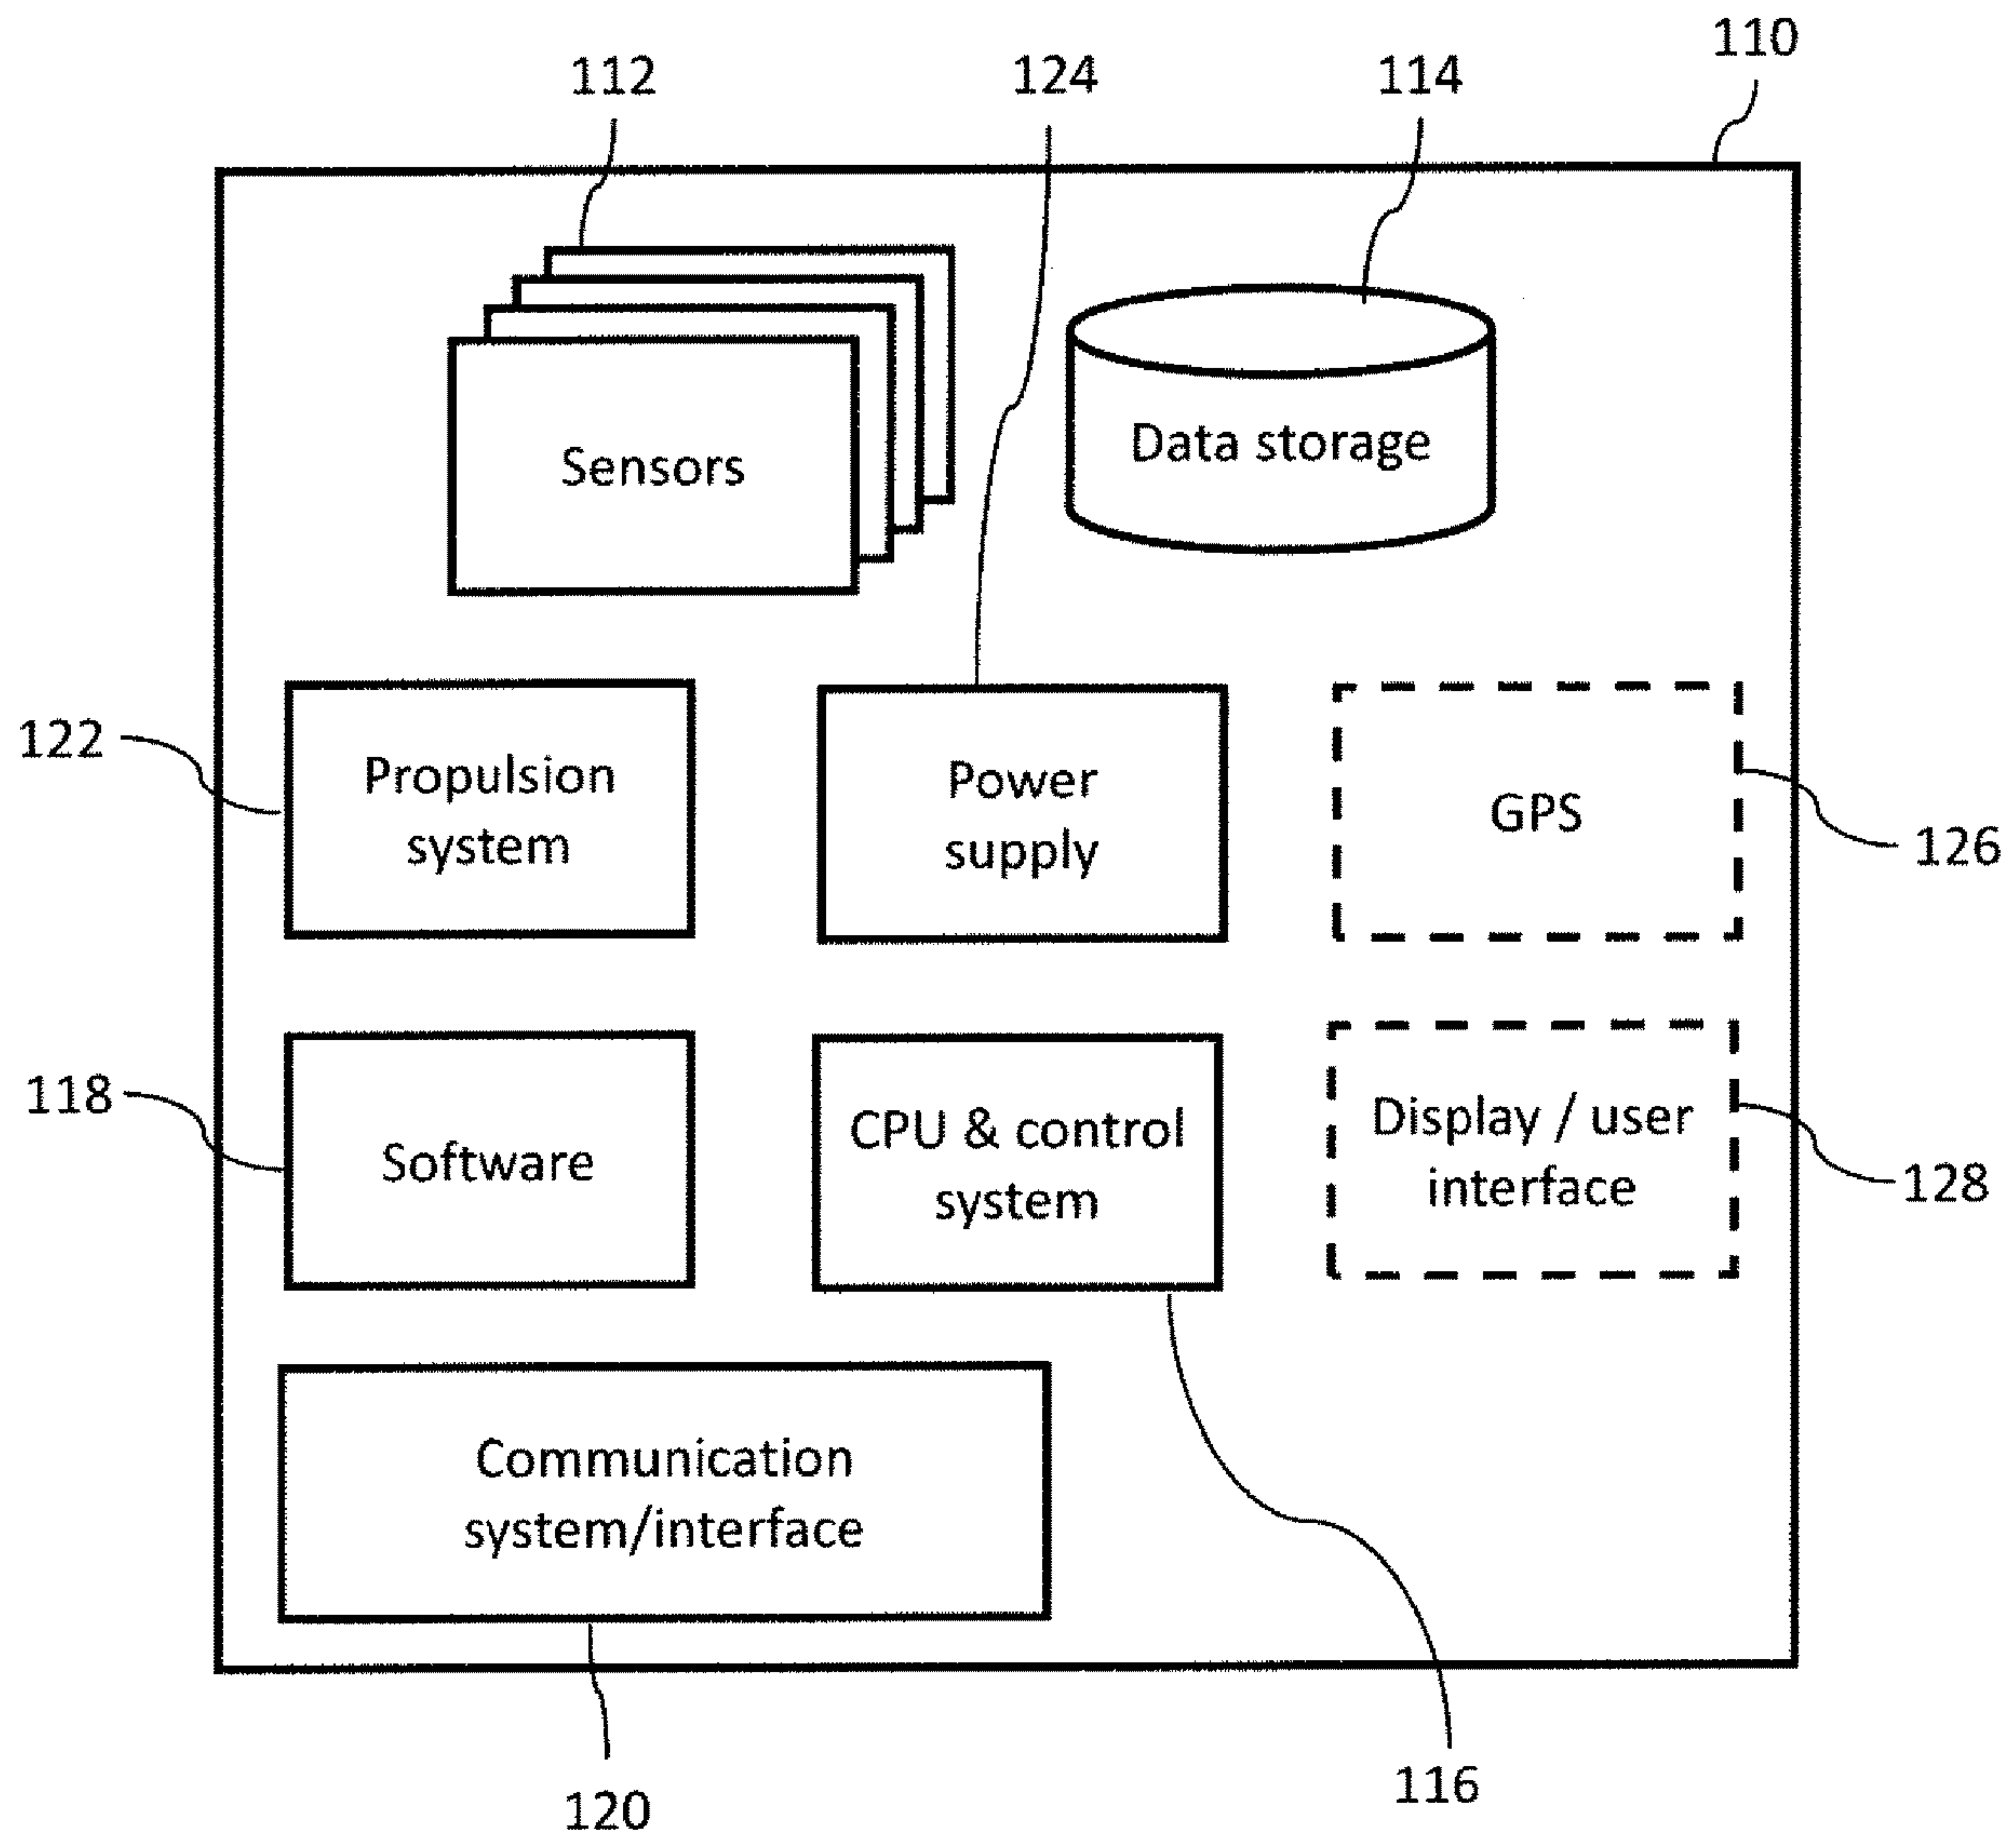 110
112
124
114
Sensors
Data storage
122
Propulsion
system
Power
supply
GPS
126
118
Software
CPU & control
system
Display / user
interface
128
Communication
system/interface
116
120